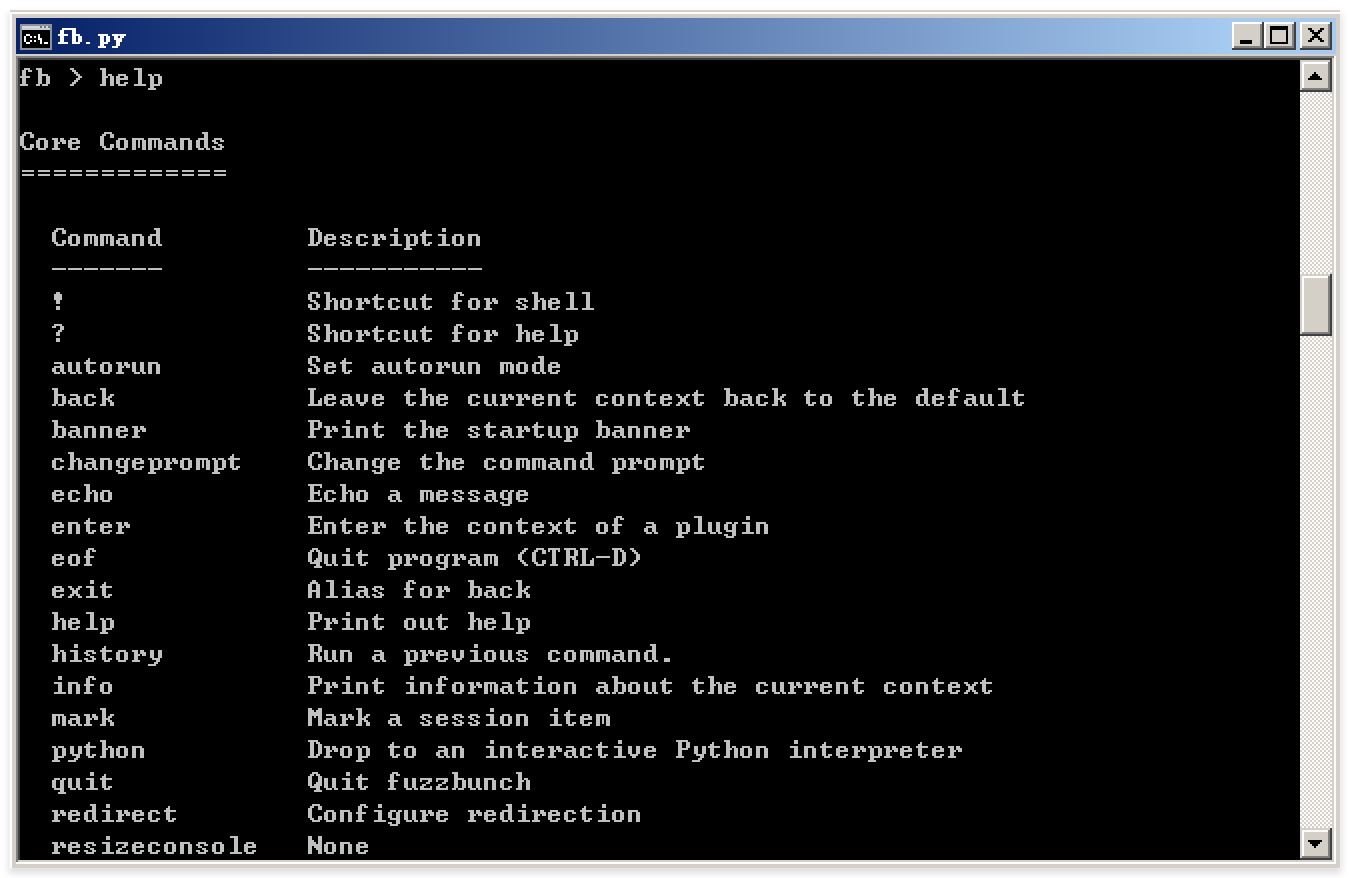 fb.py
fb > help
Core Commands
=============
Command Description
------- -----------
! Shortcut for shell
? Shortcut for help
autorun Set autorun mode
back Leave the current context back to the default
banner Print the startup banner
changeprompt Change the command prompt
echo Echo a message
enter Enter the context of a plugin
eof Quit program (CTRL-D)
exit Alias for back
help Print out help
history Run a previous command.
info Print information about the current context
mark Mark a session item
python Drop to an interactive Python interpreter
quit Quit fuzzbunch
redirect Configure redirection
resizeconsole None